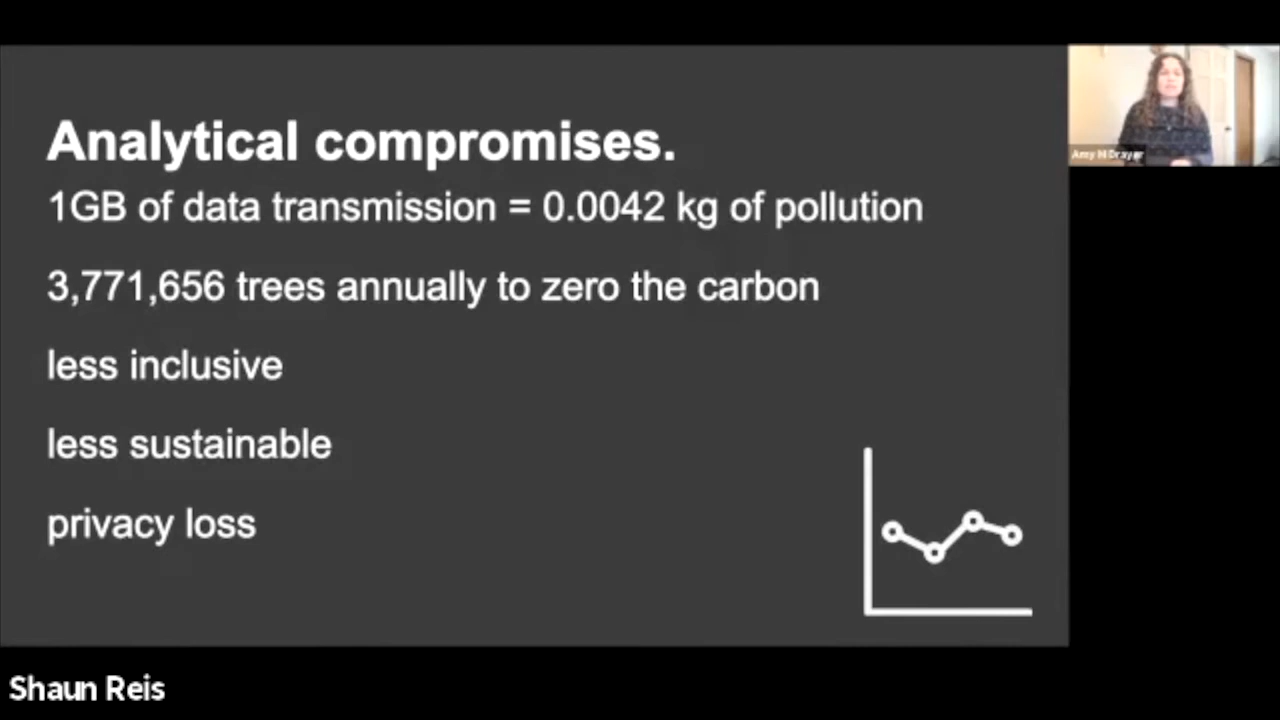 Analytical compromises.
1GB of data transmission = 0.0042 kg of pollution
3,771,656 trees annually to zero the carbon
less inclusive
less sustainable
privacy loss
Amy M Drayer
Shaun Reis